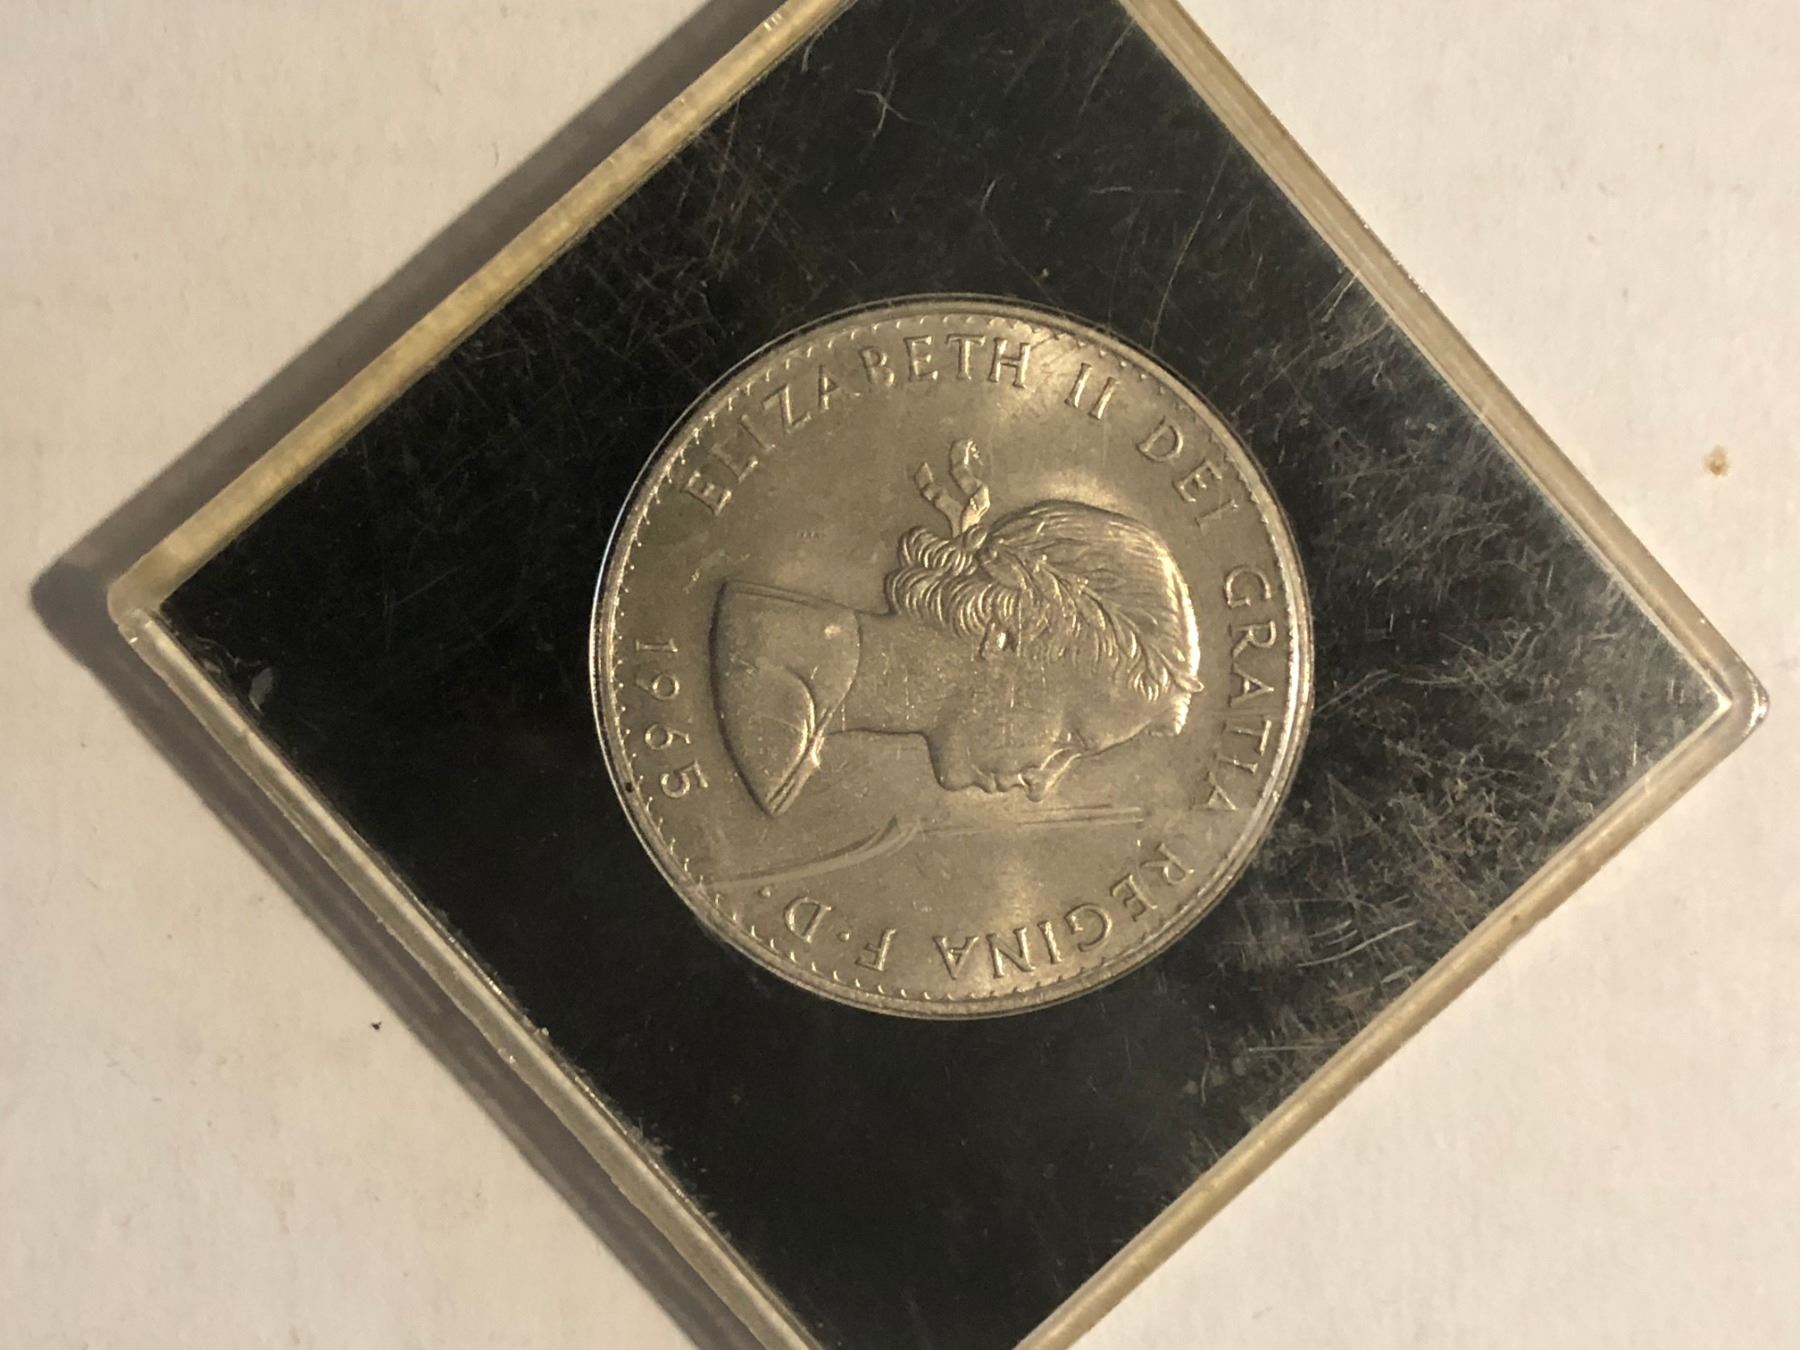 ELIZABETH II DEI GRATIA REGINA F·D·
1965